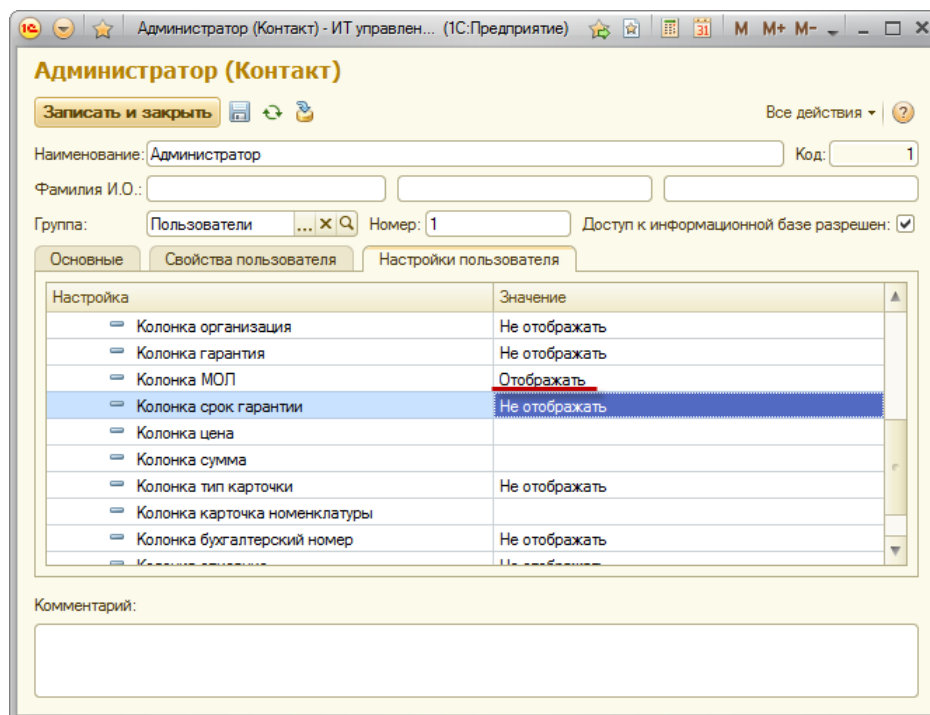 Администратор (Контакт) - ИТ управлен... (1С:Предприятие) 31 M M+ M-
Администратор (Контакт)
Записать и закрыть Все действия ?
Наименование: Администратор Код: 1
Фамилия И.О.:
Группа: Пользователи ... Номер: 1 Доступ к информационной базе разрешен:
Основные Свойства пользователя Настройки пользователя
Настройка Значение
Колонка организация Не отображать
Колонка гарантия Не отображать
Колонка МОЛ Отображать
Колонка срок гарантии Не отображать
Колонка цена
Колонка сумма
Колонка тип карточки Не отображать
Колонка карточка номенклатуры
Колонка бухгалтерский номер Не отображать
Комментарий: